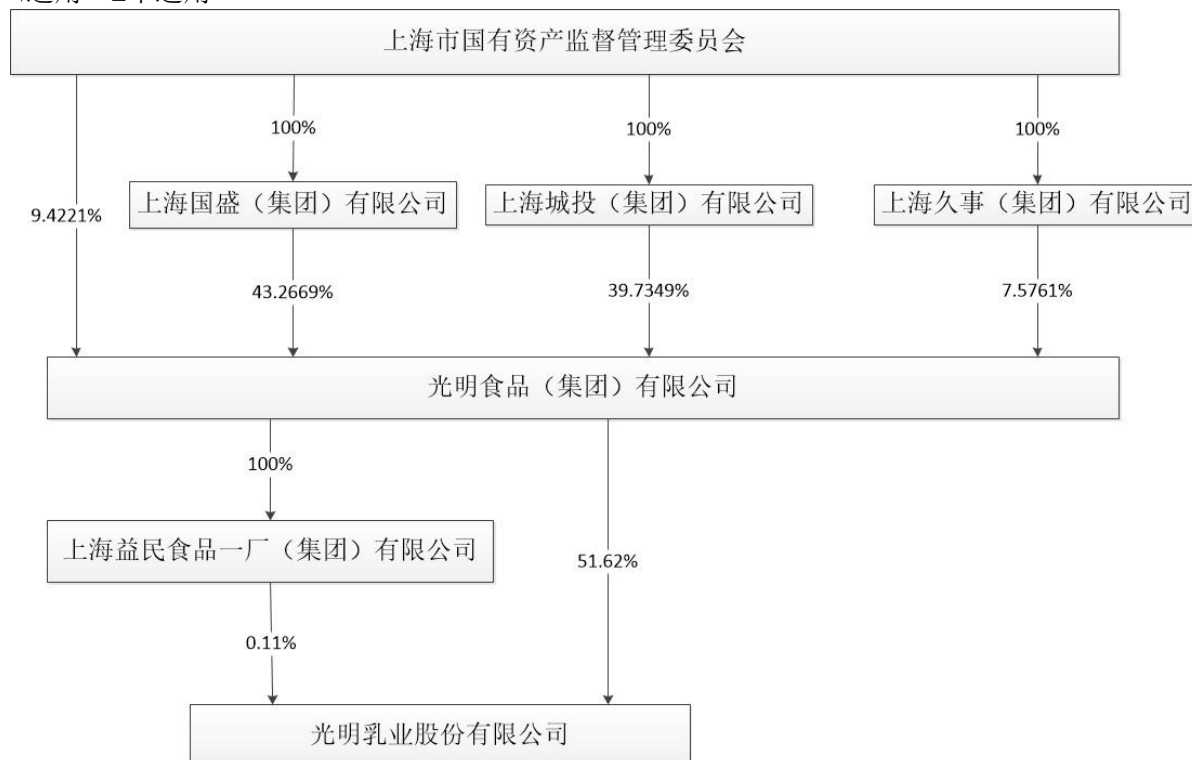 上海市国有资产监督管理委员会
100%
100%
100%
9.4221%
上海国盛（集团）有限公司
上海城投（集团）有限公司
上海久事（集团）有限公司
43.2669%
39.7349%
7.5761%
光明食品（集团）有限公司
100%
上海益民食品一厂（集团）有限公司
51.62%
0.11%
光明乳业股份有限公司